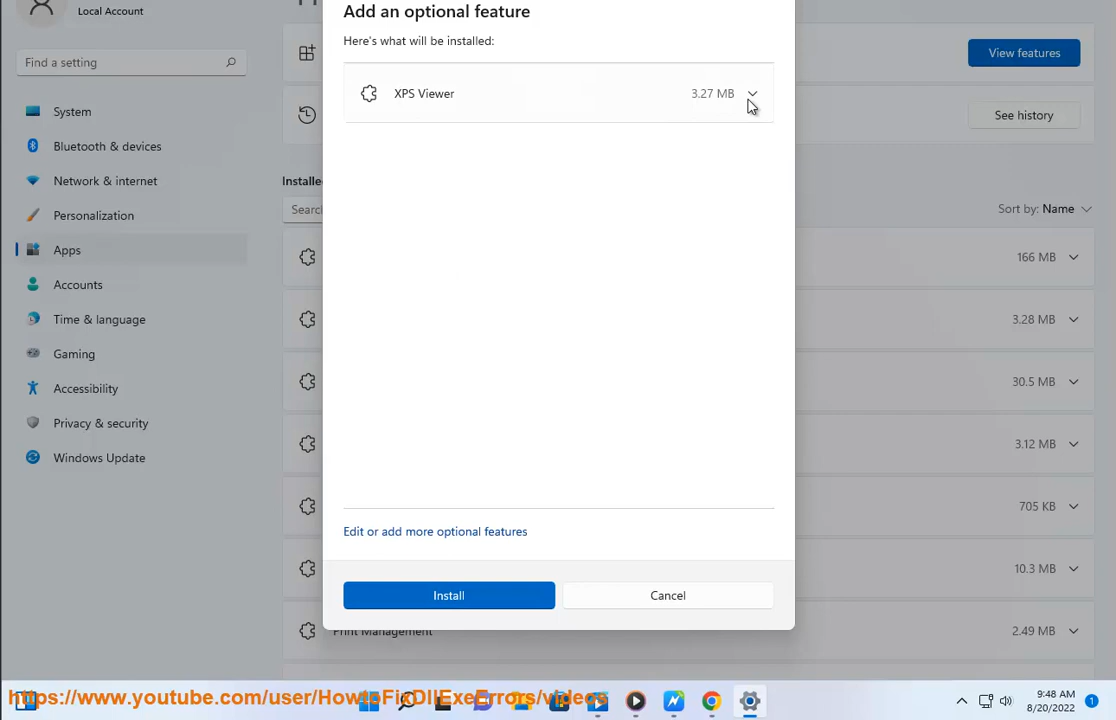 Local Account
Add an optional feature
Here's what will be installed:
View features
Find a setting
XPS Viewer
3.27 MB
See history
System
Bluetooth & devices
Network & internet
Installe
Personalization
Searc
Sort by: Name
Apps
166 MB
Accounts
Time & language
3.28 MB
Gaming
Accessibility
30.5 MB
Privacy & security
3.12 MB
Windows Update
705 KB
Edit or add more optional features
10.3 MB
Install
Cancel
Print Management
2.49 MB
https://www.youtube.com/user/HowtoFixDllExeErrors/videos
9:48 AM
8/20/2022
1